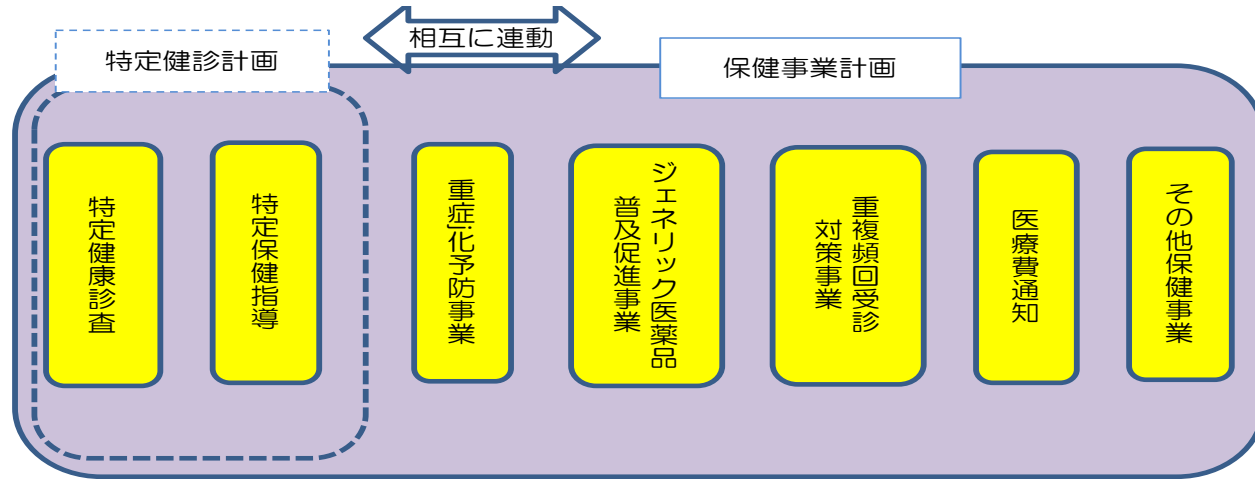 相互に連動
特定健診計画
保健事業計画
特定健康診査
特定保健指導
重症化予防事業
ジェネリック医薬品
普及促進事業
重複頻回受診
対策事業
医療費通知
その他保健事業